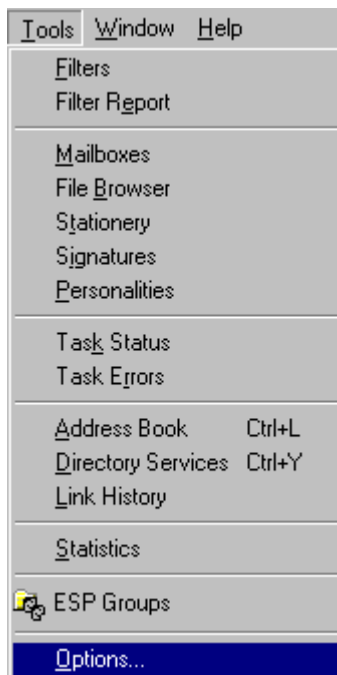 Tools Window Help
Filters
Filter Report
Mailboxes
File Browser
Stationery
Signatures
Personalities
Task Status
Task Errors
Address Book Ctrl+L
Directory Services Ctrl+Y
Link History
Statistics
ESP Groups
Options...